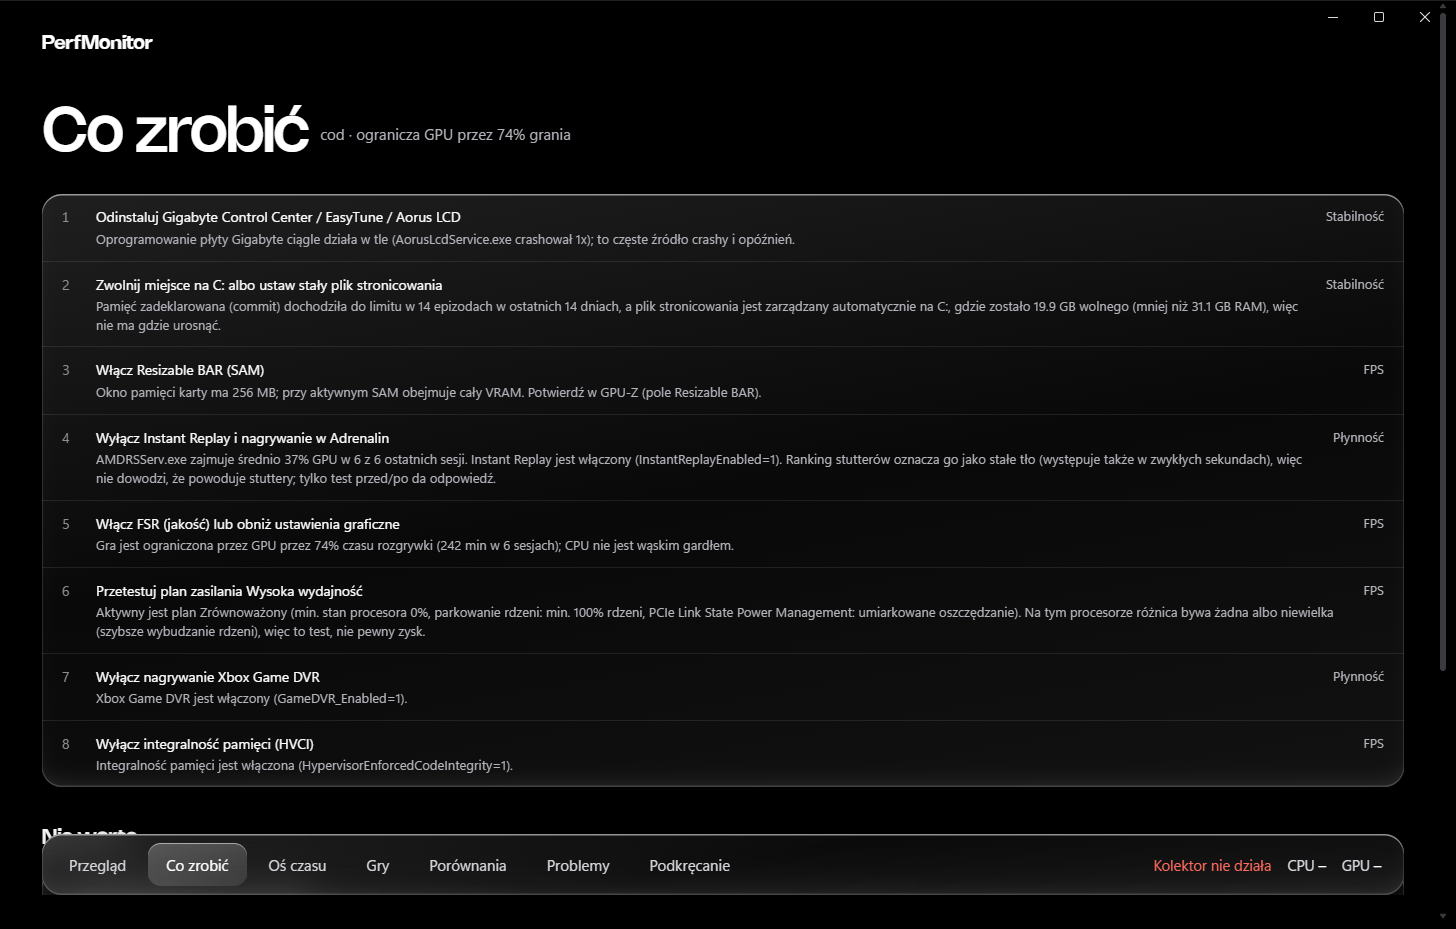 PerfMonitor
Co zrobić cod · ogranicza GPU przez 74% grania
1 Odinstaluj Gigabyte Control Center / EasyTune / Aorus LCD Stabilność
Oprogramowanie płyty Gigabyte ciągle działa w tle (AorusLcdService.exe crashował 1x); to częste źródło crashy i opóźnień.
2 Zwolnij miejsce na C: albo ustaw stały plik stronicowania Stabilność
Pamięć zadeklarowana (commit) dochodziła do limitu w 14 epizodach w ostatnich 14 dniach, a plik stronicowania jest zarządzany automatycznie na C:, gdzie zostało 19.9 GB wolnego (mniej niż 31.1 GB RAM), więc
nie ma gdzie urosnąć.
3 Włącz Resizable BAR (SAM) FPS
Okno pamięci karty ma 256 MB; przy aktywnym SAM obejmuje cały VRAM. Potwierdź w GPU-Z (pole Resizable BAR).
4 Wyłącz Instant Replay i nagrywanie w Adrenalin Płynność
AMDRSServ.exe zajmuje średnio 37% GPU w 6 z 6 ostatnich sesji. Instant Replay jest włączony (InstantReplayEnabled=1). Ranking stutterów oznacza go jako stałe tło (występuje także w zwykłych sekundach), więc
nie dowodzi, że powoduje stuttery; tylko test przed/po da odpowiedź.
5 Włącz FSR (jakość) lub obniż ustawienia graficzne FPS
Gra jest ograniczona przez GPU przez 74% czasu rozgrywki (242 min w 6 sesjach); CPU nie jest wąskim gardłem.
6 Przetestuj plan zasilania Wysoka wydajność FPS
Aktywny jest plan Zrównoważony (min. stan procesora 0%, parkowanie rdzeni: min. 100% rdzeni, PCIe Link State Power Management: umiarkowane oszczędzanie). Na tym procesorze różnica bywa żadna albo niewielka
(szybsze wybudzanie rdzeni), więc to test, nie pewny zysk.
7 Wyłącz nagrywanie Xbox Game DVR Płynność
Xbox Game DVR jest włączony (GameDVR_Enabled=1).
8 Wyłącz integralność pamięci (HVCI) FPS
Integralność pamięci jest włączona (HypervisorEnforcedCodeIntegrity=1).
Przegląd Co zrobić Oś czasu Gry Porównania Problemy Podkręcanie Kolektor nie działa CPU – GPU –